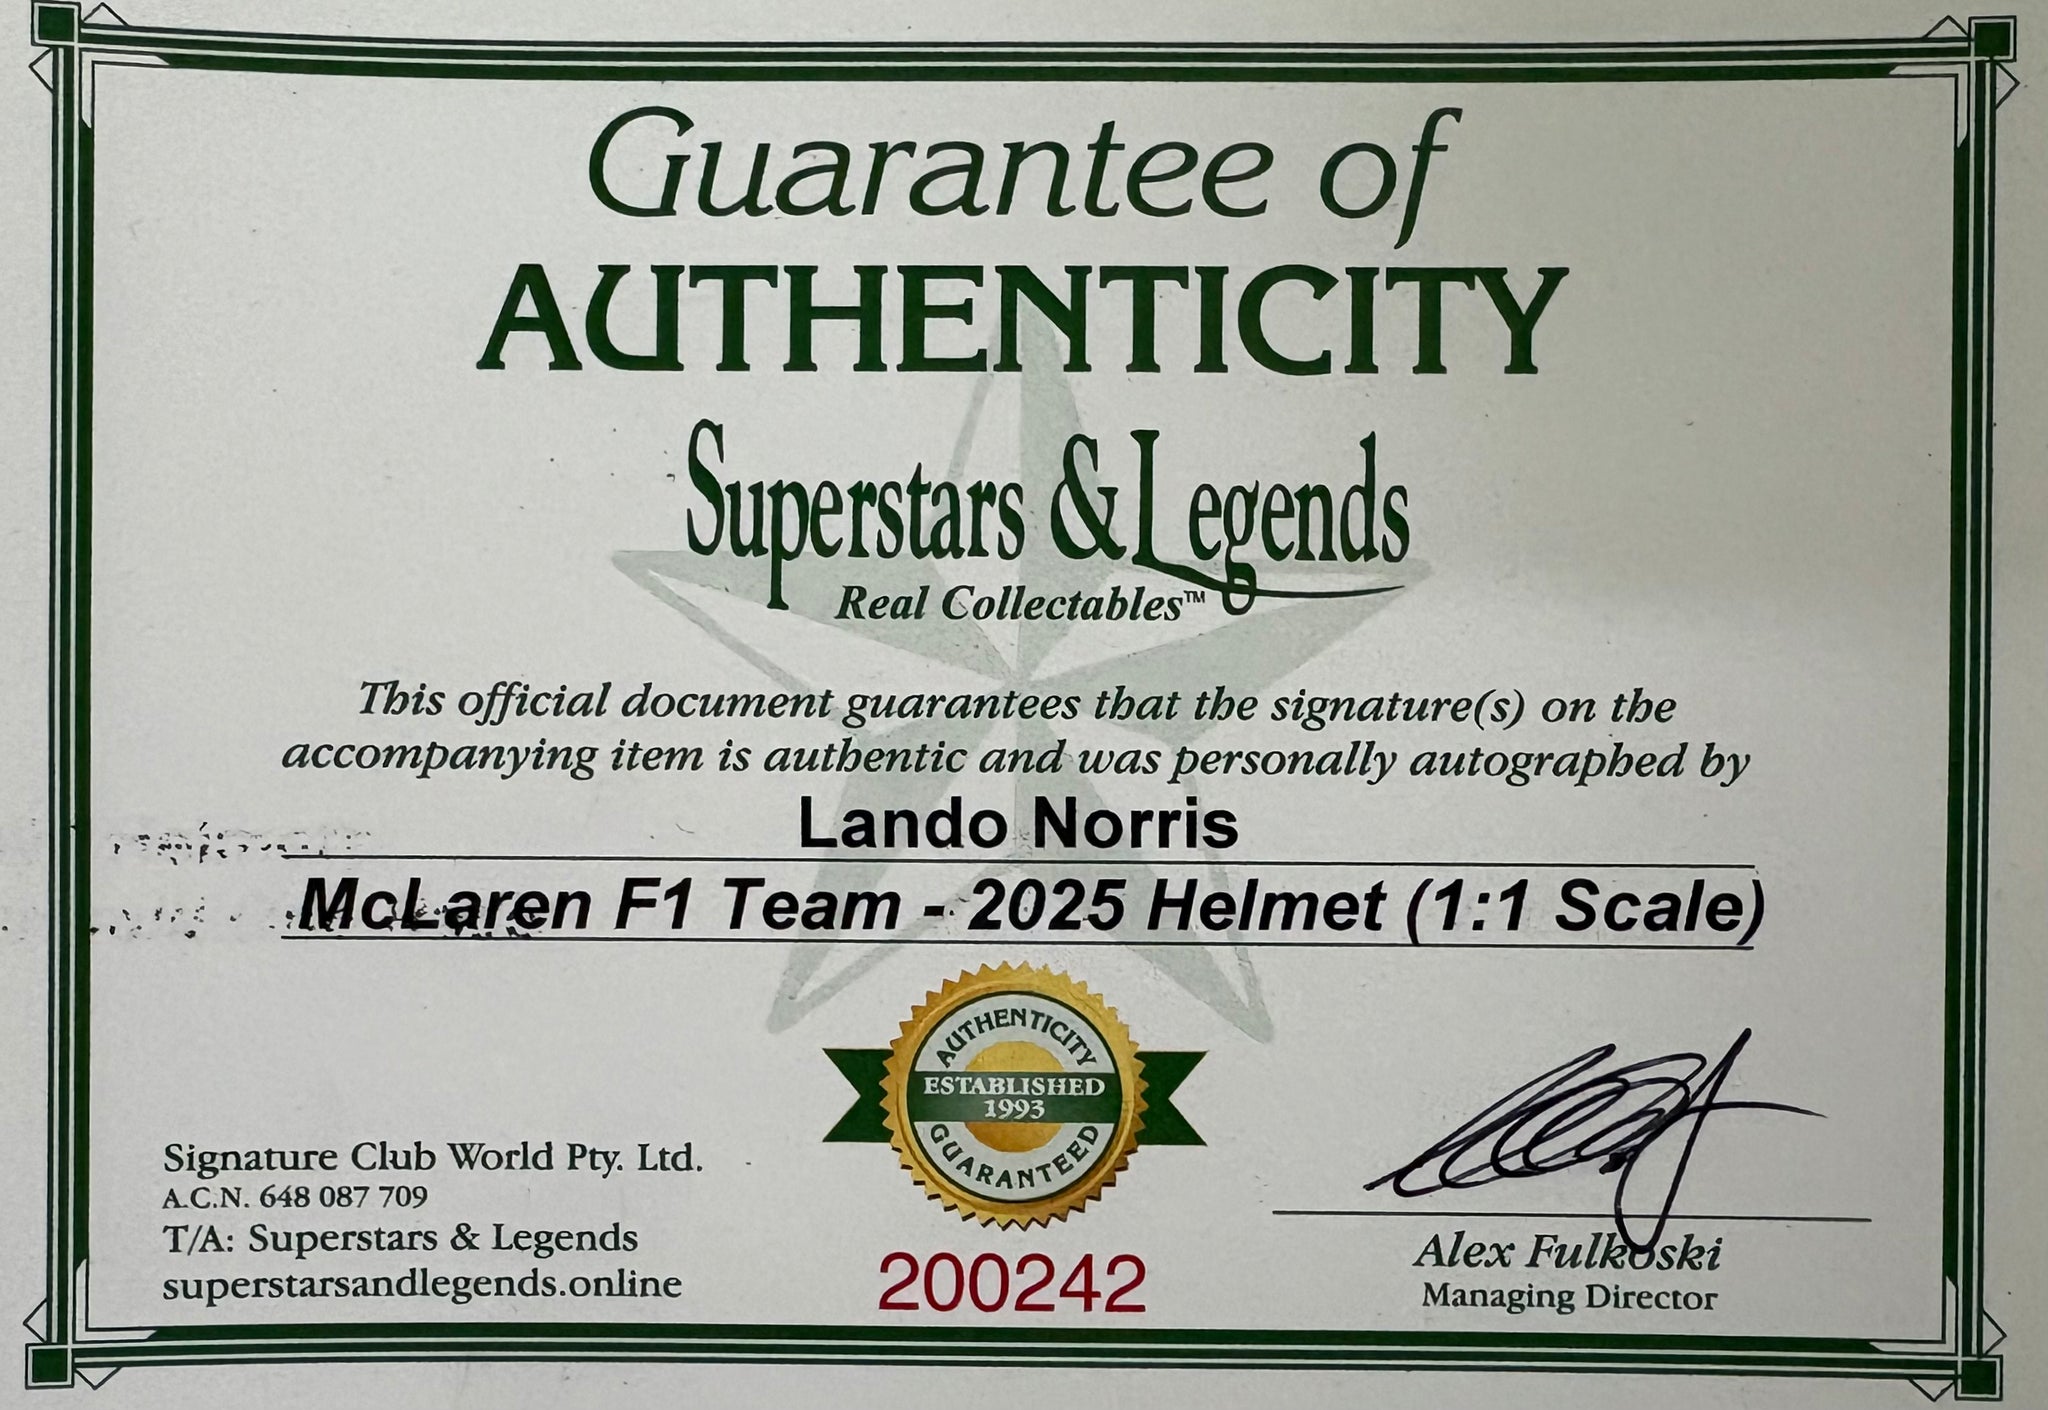 Guarantee of
AUTHENTICITY
Superstars & Legends
Real Collectables™
This official document guarantees that the signature(s) on the
accompanying item is authentic and was personally autographed by
Lando Norris
McLaren F1 Team - 2025 Helmet (1:1 Scale)
AUTHENTICITY
ESTABLISHED
1993
GUARANTEED
Signature Club World Pty. Ltd.
A.C.N. 648 087 709
T/A: Superstars & Legends
superstarsandlegends.online
200242
Alex Fulkoski
Managing Director